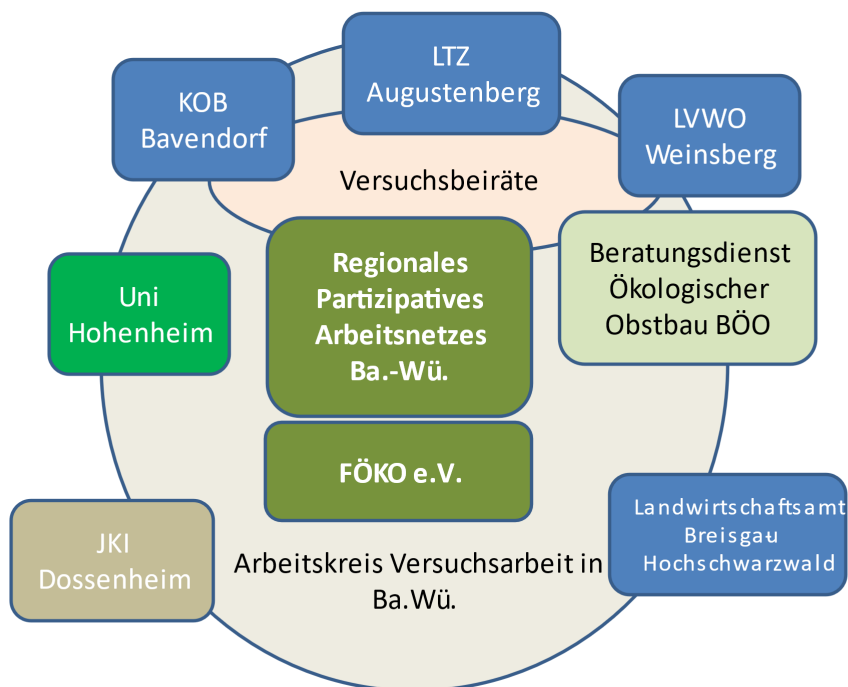 LTZ
Augustenberg
KOB
Bavendorf
LVWO
Weinsberg
Versuchsbeiräte
Regionales
Partizipatives
Arbeitsnetzes
Ba.-Wü.
Beratungsdienst
Ökologischer
Obstbau BÖO
Uni
Hohenheim
FÖKO e.V.
Landwirtschaftsamt
Breisgau
Hochschwarzwald
JKI
Dossenheim
Arbeitskreis Versuchsarbeit in
Ba.Wü.